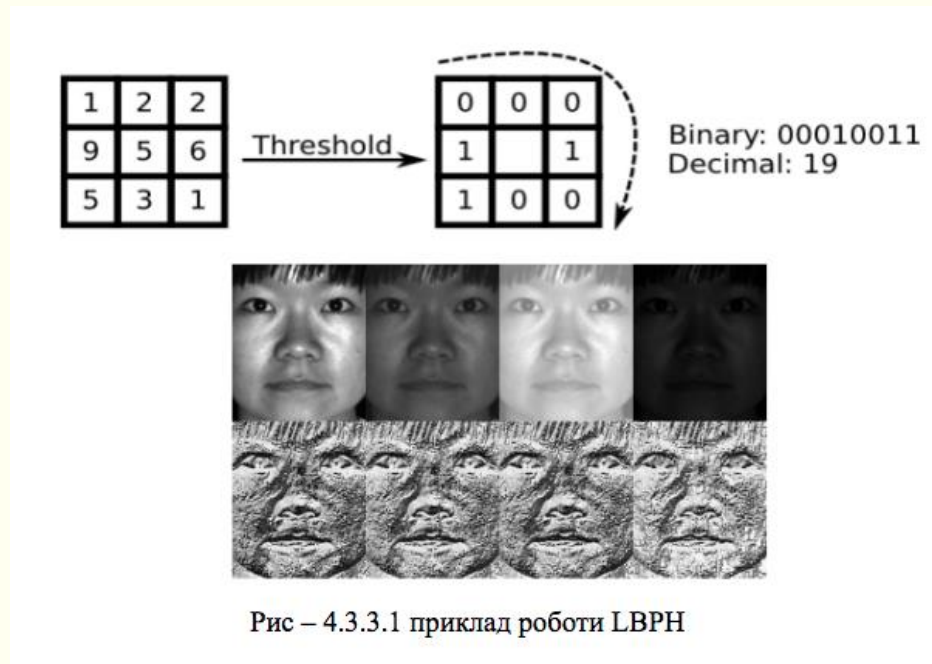 1 2 2
9 5 6
5 3 1
Threshold
0 0 0
1 1
1 0 0
Binary: 00010011
Decimal: 19
Рис – 4.3.3.1 приклад роботи LBPH